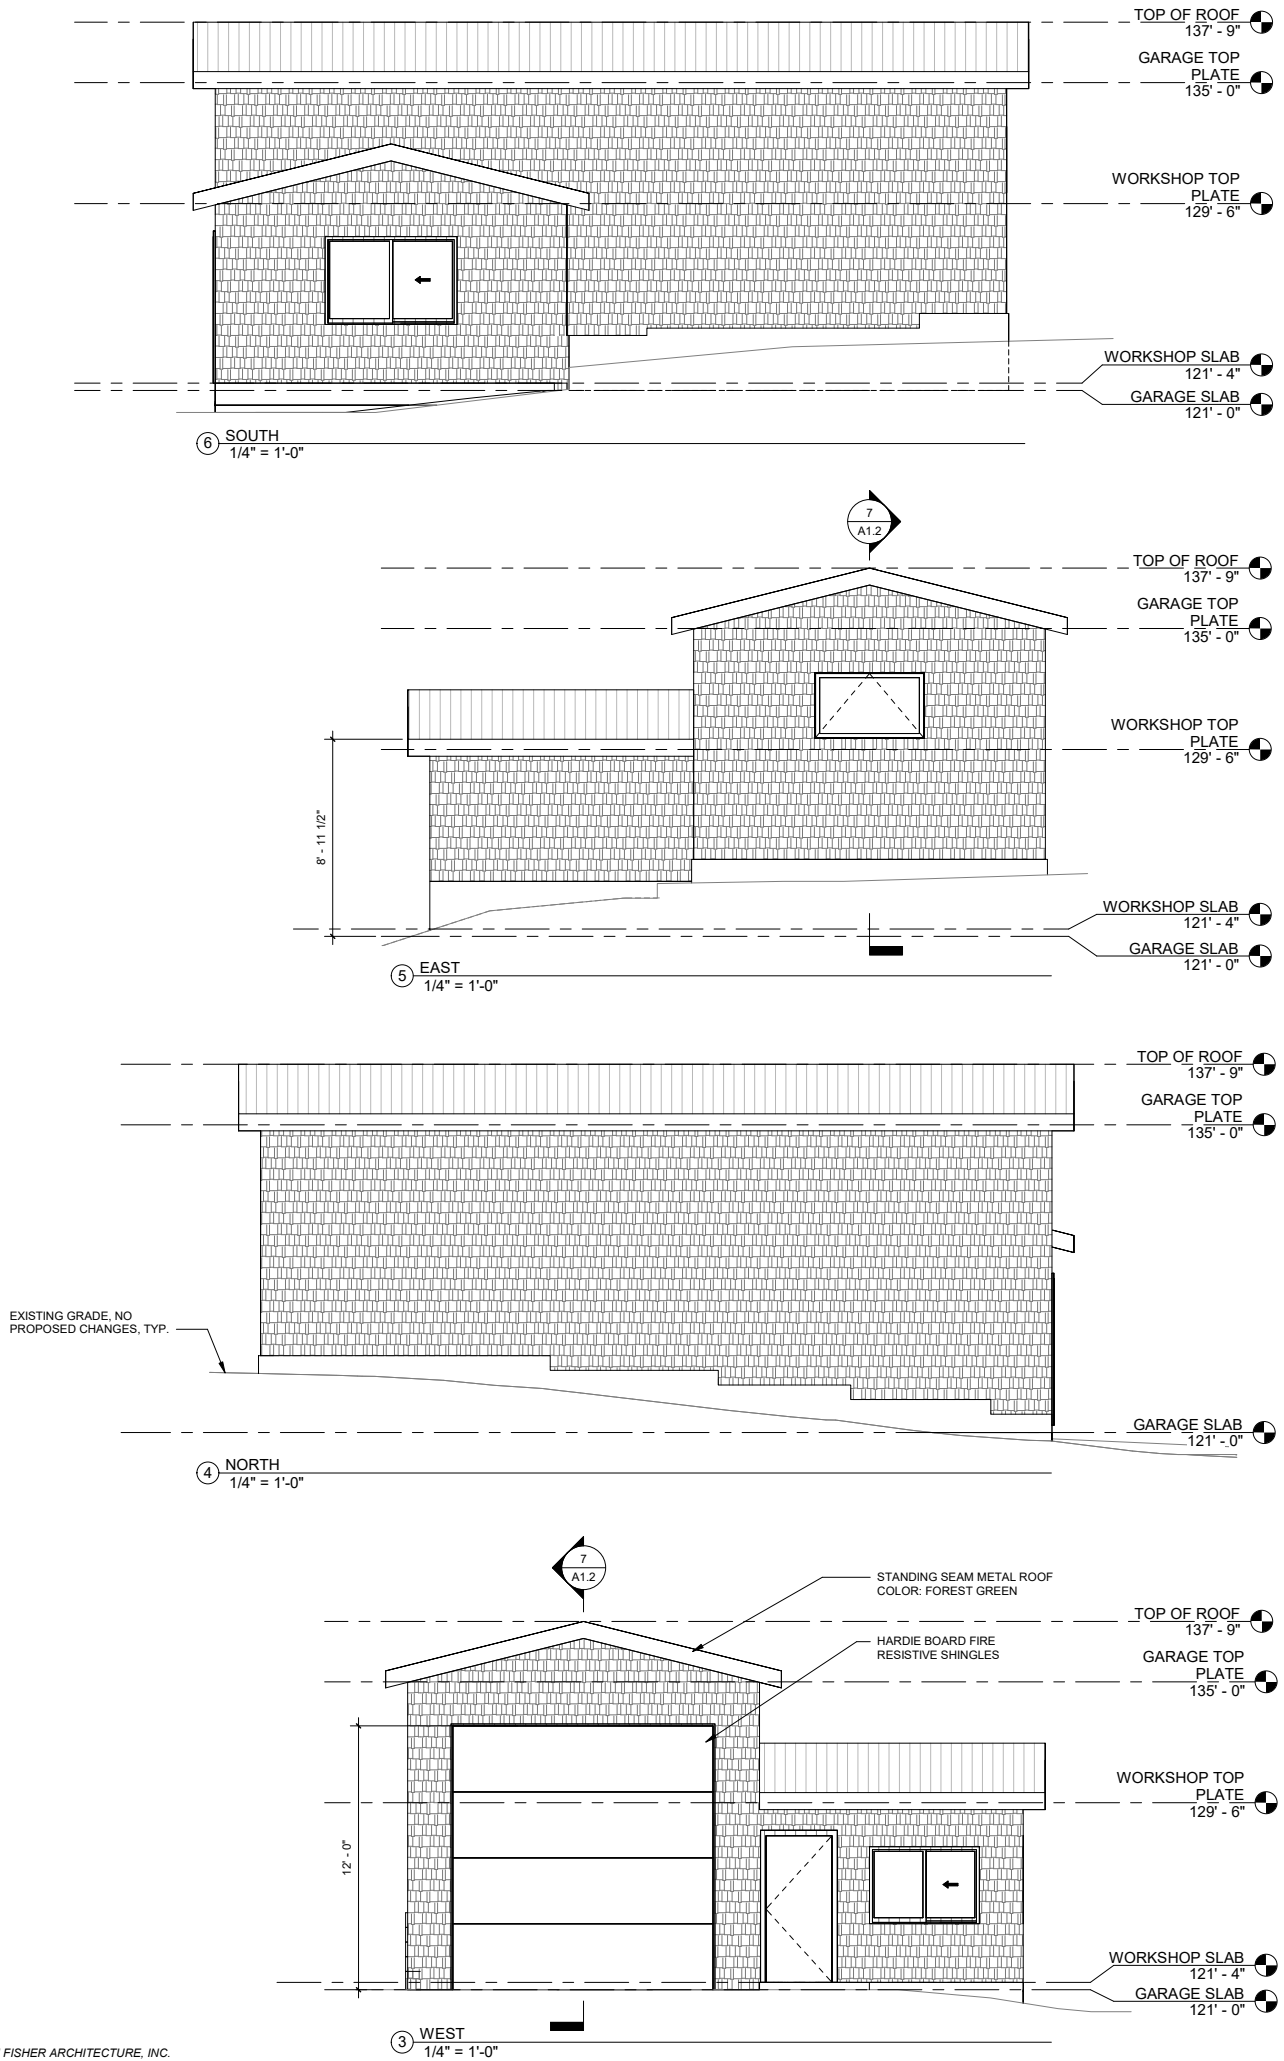 TOP OF ROOF
137' - 9"
GARAGE TOP
PLATE
135' - 0"
WORKSHOP TOP
PLATE
129' - 6"
WORKSHOP SLAB
121' - 4"
GARAGE SLAB
121' - 0"
6 SOUTH
1/4" = 1'-0"
7
A1.2
TOP OF ROOF
137' - 9"
GARAGE TOP
PLATE
135' - 0"
WORKSHOP TOP
PLATE
129' - 6"
8' - 11 1/2"
WORKSHOP SLAB
121' - 4"
GARAGE SLAB
121' - 0"
5 EAST
1/4" = 1'-0"
TOP OF ROOF
137' - 9"
GARAGE TOP
PLATE
135' - 0"
EXISTING GRADE, NO
PROPOSED CHANGES, TYP.
GARAGE SLAB
121' - 0"
4 NORTH
1/4" = 1'-0"
7
A1.2
STANDING SEAM METAL ROOF
COLOR: FOREST GREEN
TOP OF ROOF
137' - 9"
HARDIE BOARD FIRE
RESISTIVE SHINGLES
GARAGE TOP
PLATE
135' - 0"
WORKSHOP TOP
PLATE
129' - 6"
12' - 0"
WORKSHOP SLAB
121' - 4"
GARAGE SLAB
121' - 0"
3 WEST
1/4" = 1'-0"
FISHER ARCHITECTURE, INC.